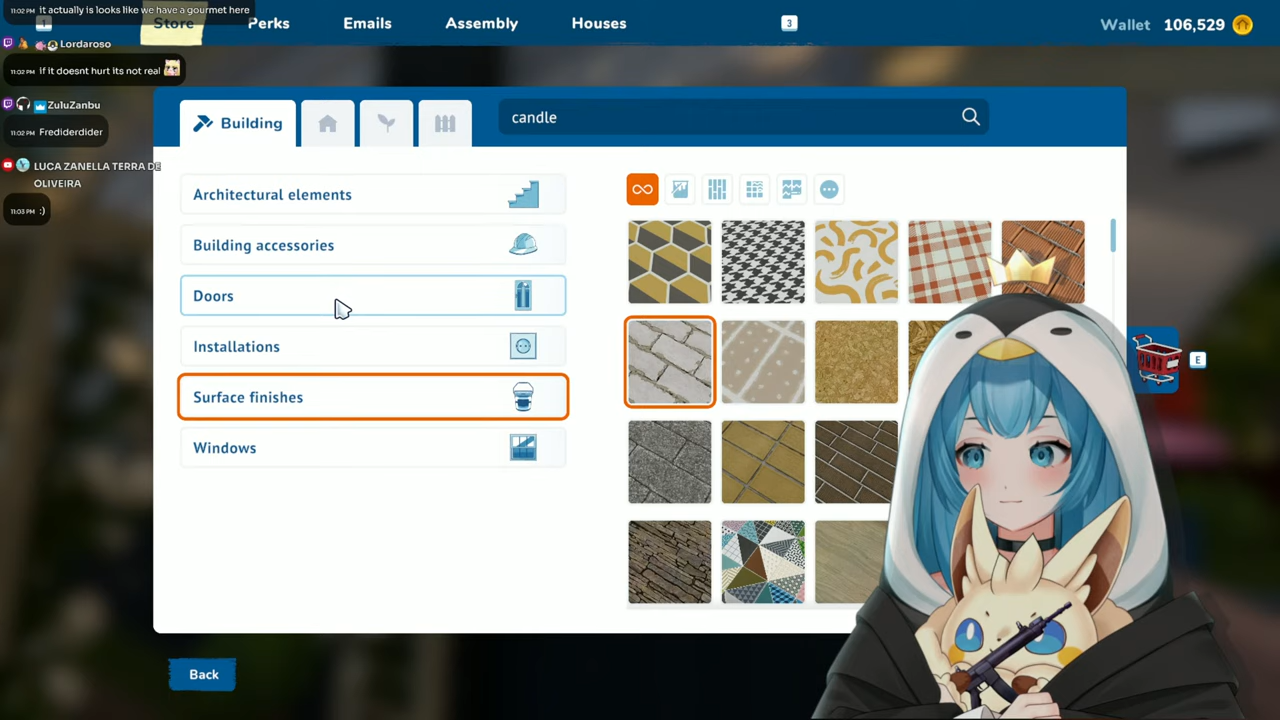 11:02 PM it actually is looks like we have a gourmet here
1
Store
Perks
Emails
Assembly
Houses
3
Wallet 106,529
Lordaroso
11:02 PM If it doesnt hurt its not real
ZuluZanbu
11:02 PM Frediderdider
LUCA ZANELLA TERRA DE
OLIVEIRA
11:03 PM :)
Building
candle
Architectural elements
Building accessories
Doors
Installations
Surface finishes
Windows
E
Back